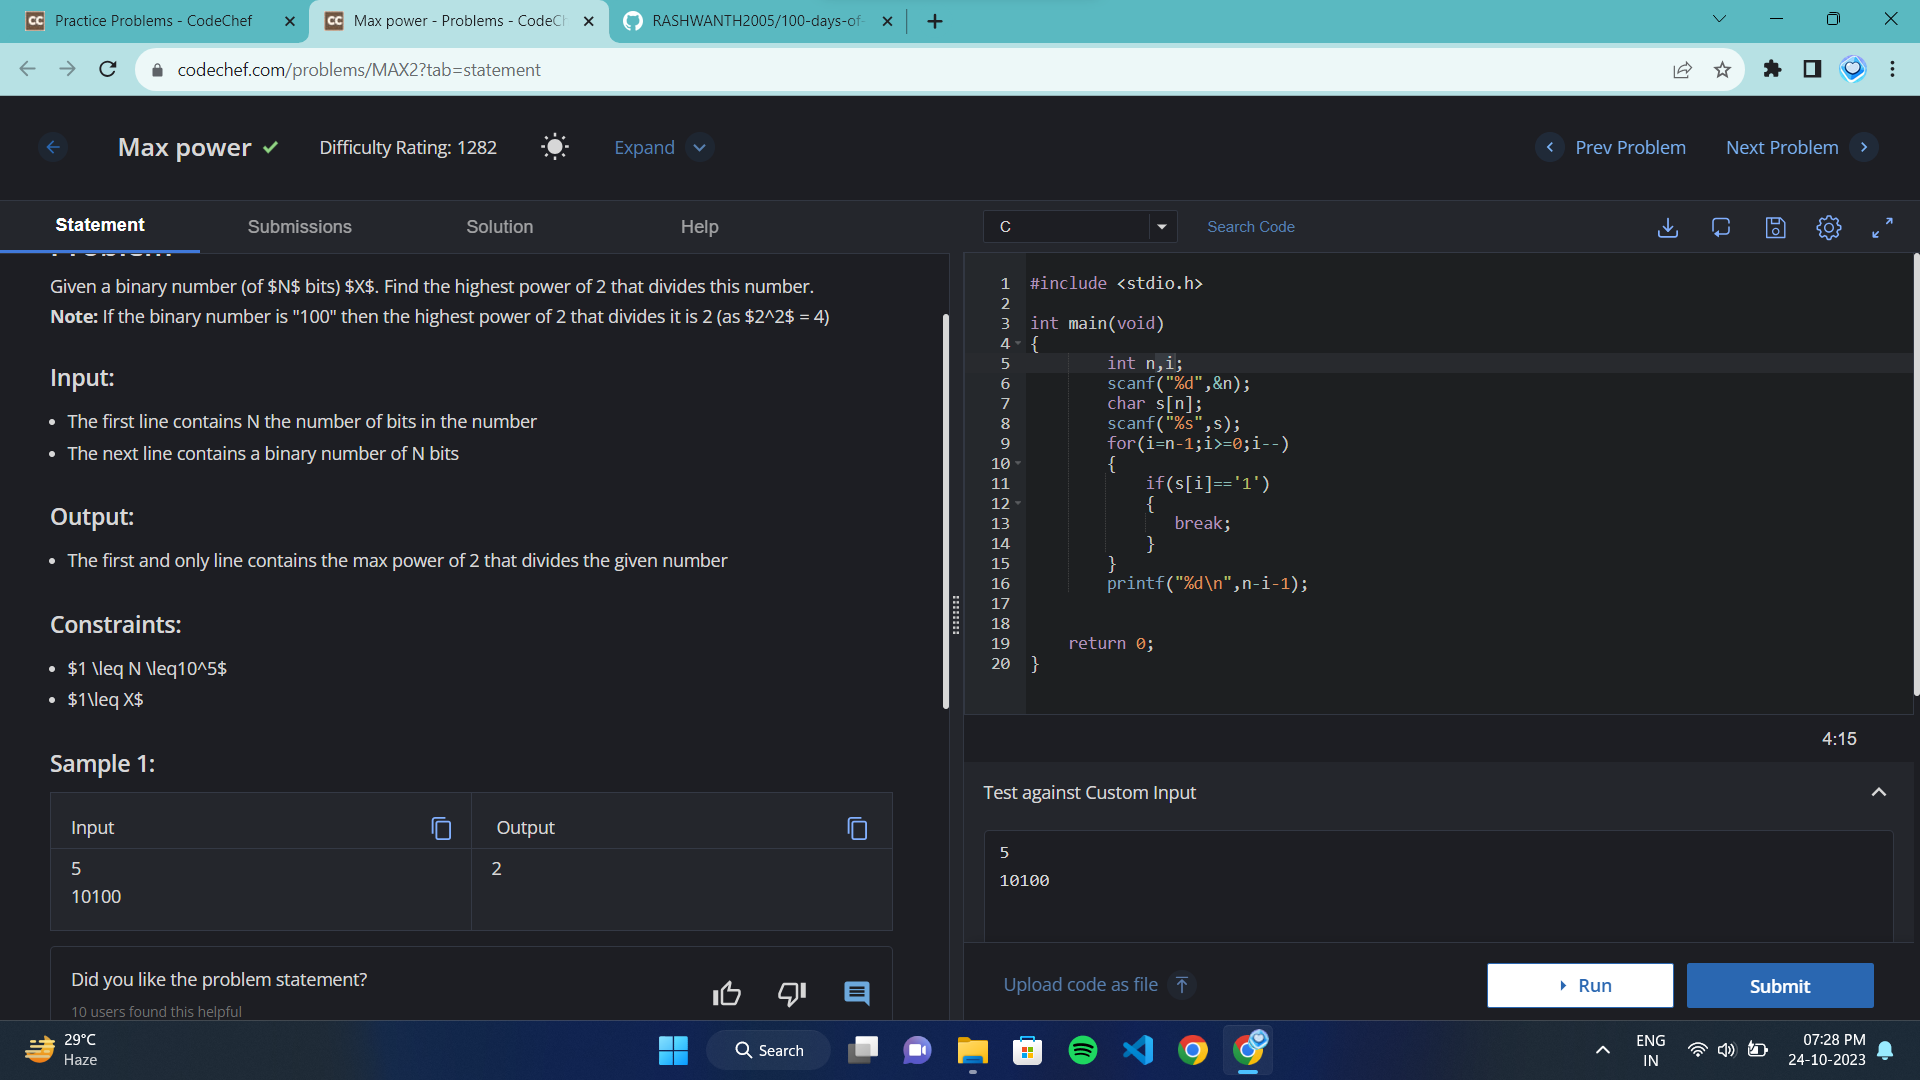 Practice Problems - CodeChef
Max power - Problems - CodeCh
RASHWANTH2005/100-days-of-
codechef.com/problems/MAX2?tab=statement
Max power
Difficulty Rating: 1282
Expand
Prev Problem
Next Problem
Statement
Submissions
Solution
Help
Problem
Given a binary number (of $N$ bits) $X$. Find the highest power of 2 that divides this number.
Note: If the binary number is "100" then the highest power of 2 that divides it is 2 (as $2^2$ = 4)
Input:
• The first line contains N the number of bits in the number
• The next line contains a binary number of N bits
Output:
• The first and only line contains the max power of 2 that divides the given number
Constraints:
• $1 \leq N \leq10^5$
• $1\leq X$
Sample 1:
Input
Output
5
10100
2
Did you like the problem statement?
10 users found this helpful
C
Search Code
1 #include <stdio.h>
2
3 int main(void)
4 {
5 int n,i;
6 scanf("%d",&n);
7 char s[n];
8 scanf("%s",s);
9 for(i=n-1;i>=0;i--)
10 {
11 if(s[i]=='1')
12 {
13 break;
14 }
15 }
16 printf("%d\n",n-i-1);
17
18
19 return 0;
20 }
4:15
Test against Custom Input
5
10100
Upload code as file
Run
Submit
29°C
Haze
Search
ENG
IN
07:28 PM
24-10-2023